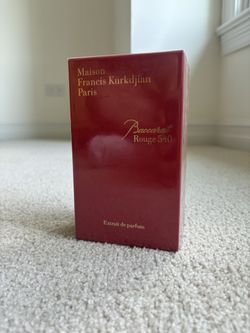 Maison
Francis Kurkdjian
Paris
Baccarat
Rouge 540
Extrait de parfum